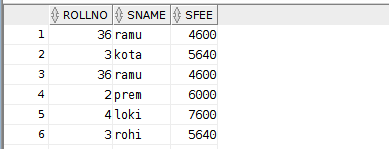 ROLLNO SNAME SFEE
1 36 ramu 4600
2 3 kota 5640
3 36 ramu 4600
4 2 prem 6000
5 4 loki 7600
6 3 rohi 5640